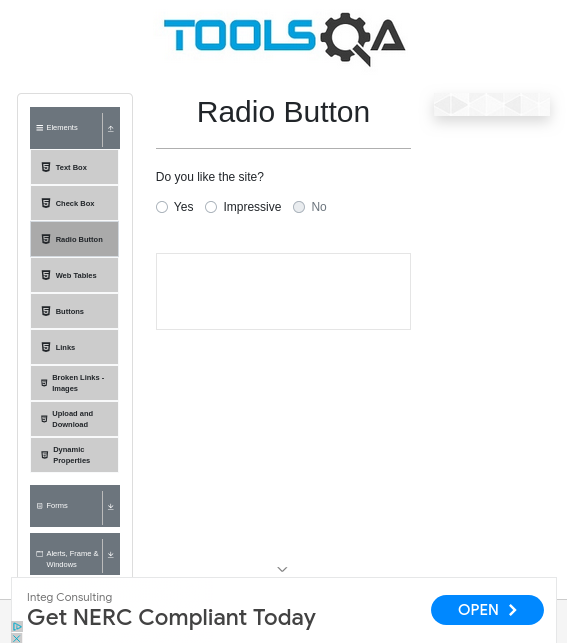 TOOLSQA
Elements
Text Box
Check Box
Radio Button
Web Tables
Buttons
Links
Broken Links -
Images
Upload and
Download
Dynamic
Properties
Forms
Alerts, Frame &
Windows
Radio Button
Do you like the site?
Yes Impressive No
Integ Consulting
Get NERC Compliant Today
OPEN